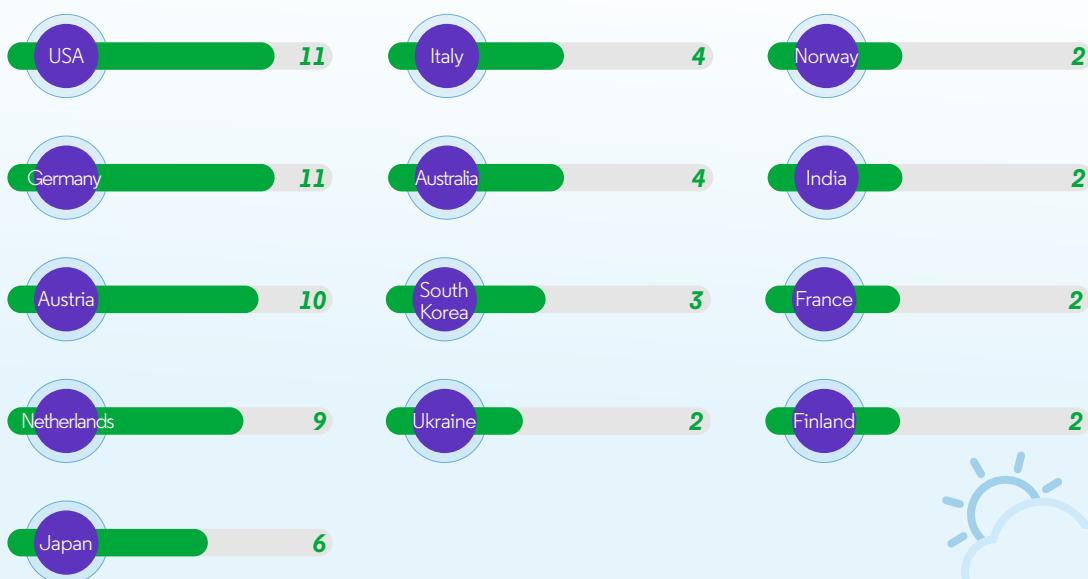 USA
11
Germany
11
Austria
10
Netherlands
9
Japan
6
Italy
4
Australia
4
South
Korea
3
Ukraine
2
Norway
2
India
2
France
2
Finland
2